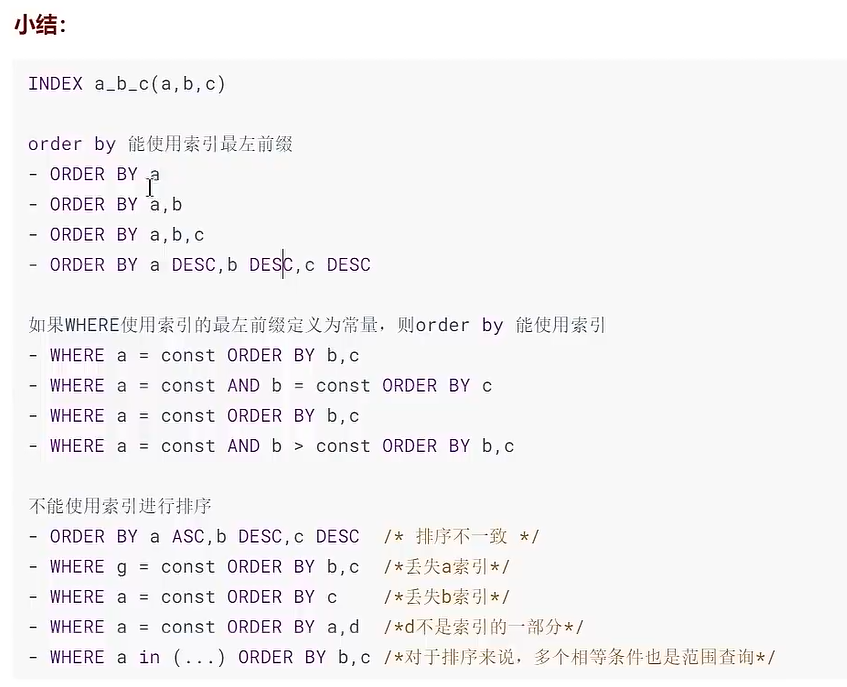 小结：
INDEX a_b_c(a,b,c)
order by 能使用索引最左前缀
- ORDER BY a
- ORDER BY a,b
- ORDER BY a,b,c
- ORDER BY a DESC,b DESC,c DESC
如果WHERE使用索引的最左前缀定义为常量，则order by 能使用索引
- WHERE a = const ORDER BY b,c
- WHERE a = const AND b = const ORDER BY c
- WHERE a = const ORDER BY b,c
- WHERE a = const AND b > const ORDER BY b,c
不能使用索引进行排序
- ORDER BY a ASC,b DESC,c DESC  /* 排序不一致 */
- WHERE g = const ORDER BY b,c  /*丢失a索引*/
- WHERE a = const ORDER BY c    /*丢失b索引*/
- WHERE a = const ORDER BY a,d  /*d不是索引的一部分*/
- WHERE a in (...) ORDER BY b,c /*对于排序来说，多个相等条件也是范围查询*/